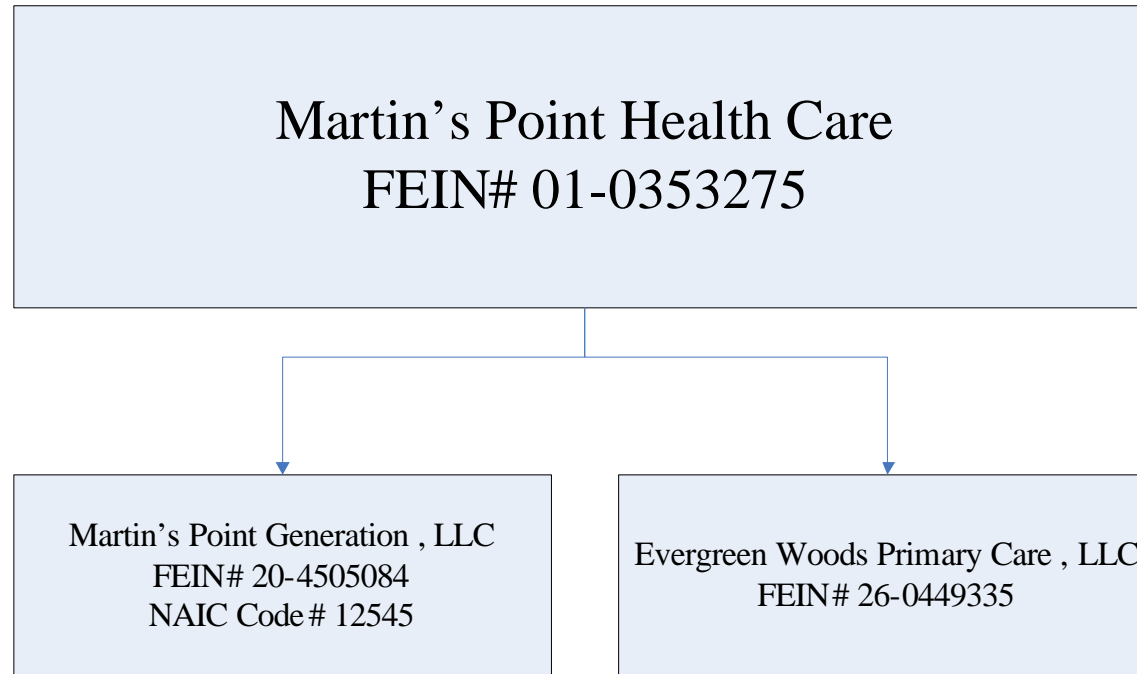 Martin’s Point Health Care
FEIN# 01-0353275
Martin’s Point Generation , LLC
FEIN# 20-4505084
NAIC Code # 12545
Evergreen Woods Primary Care , LLC
FEIN# 26-0449335